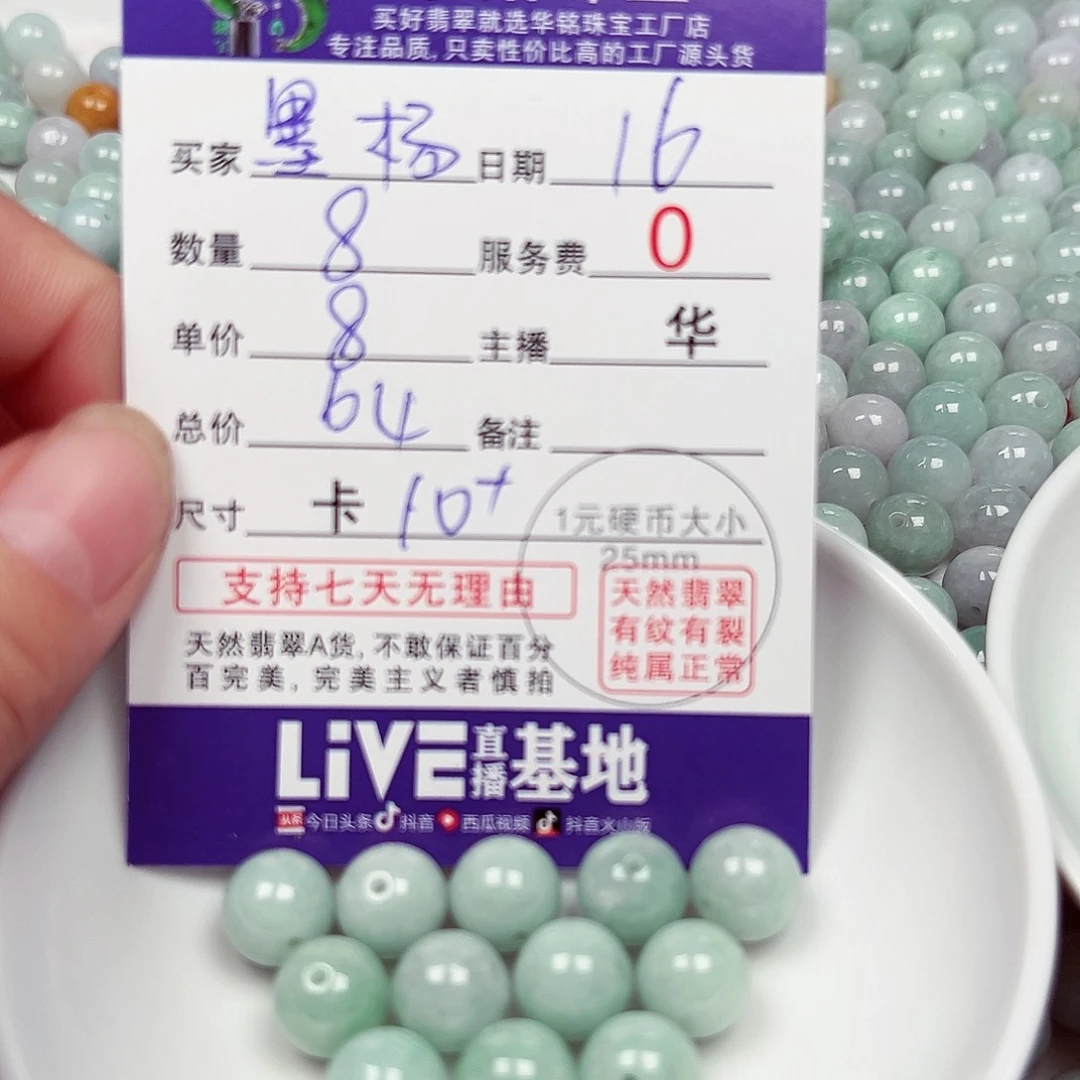 买好翡翠就选华铭珠宝工厂店
专注品质,只卖性价比高的工厂源头货
买家 墨杨 日期 16
数量 8 服务费 0
单价 8 主播 华
总价 64 备注
尺寸 卡 10+ 1元硬币大小
25mm
支持七天无理由
天然翡翠
有纹有裂
纯属正常
天然翡翠A货,不敢保证百分
百完美,完美主义者慎拍
LiVE直播基地
头条 今日头条 抖音 西瓜视频 抖音火山版